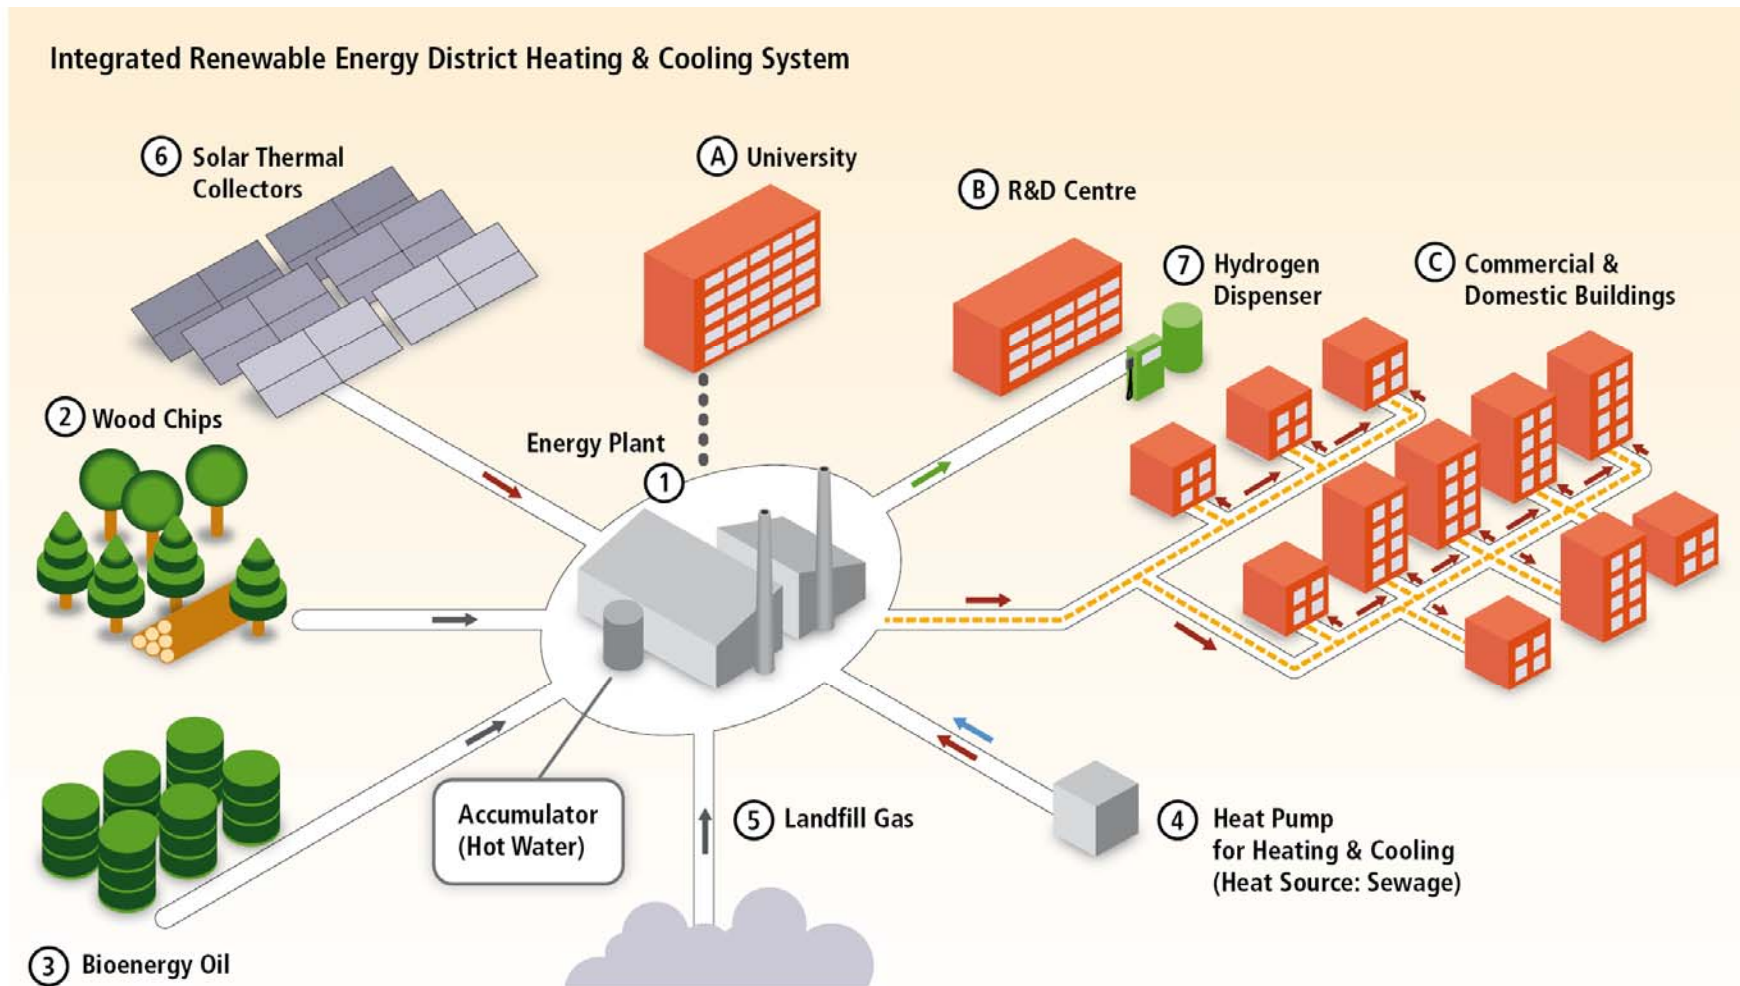 Integrated Renewable Energy District Heating & Cooling System
6 Solar Thermal
Collectors
A University
B R&D Centre
7 Hydrogen
Dispenser
C Commercial &
Domestic Buildings
2 Wood Chips
Energy Plant
1
Accumulator
(Hot Water)
5 Landfill Gas
4 Heat Pump
for Heating & Cooling
(Heat Source: Sewage)
3 Bioenergy Oil